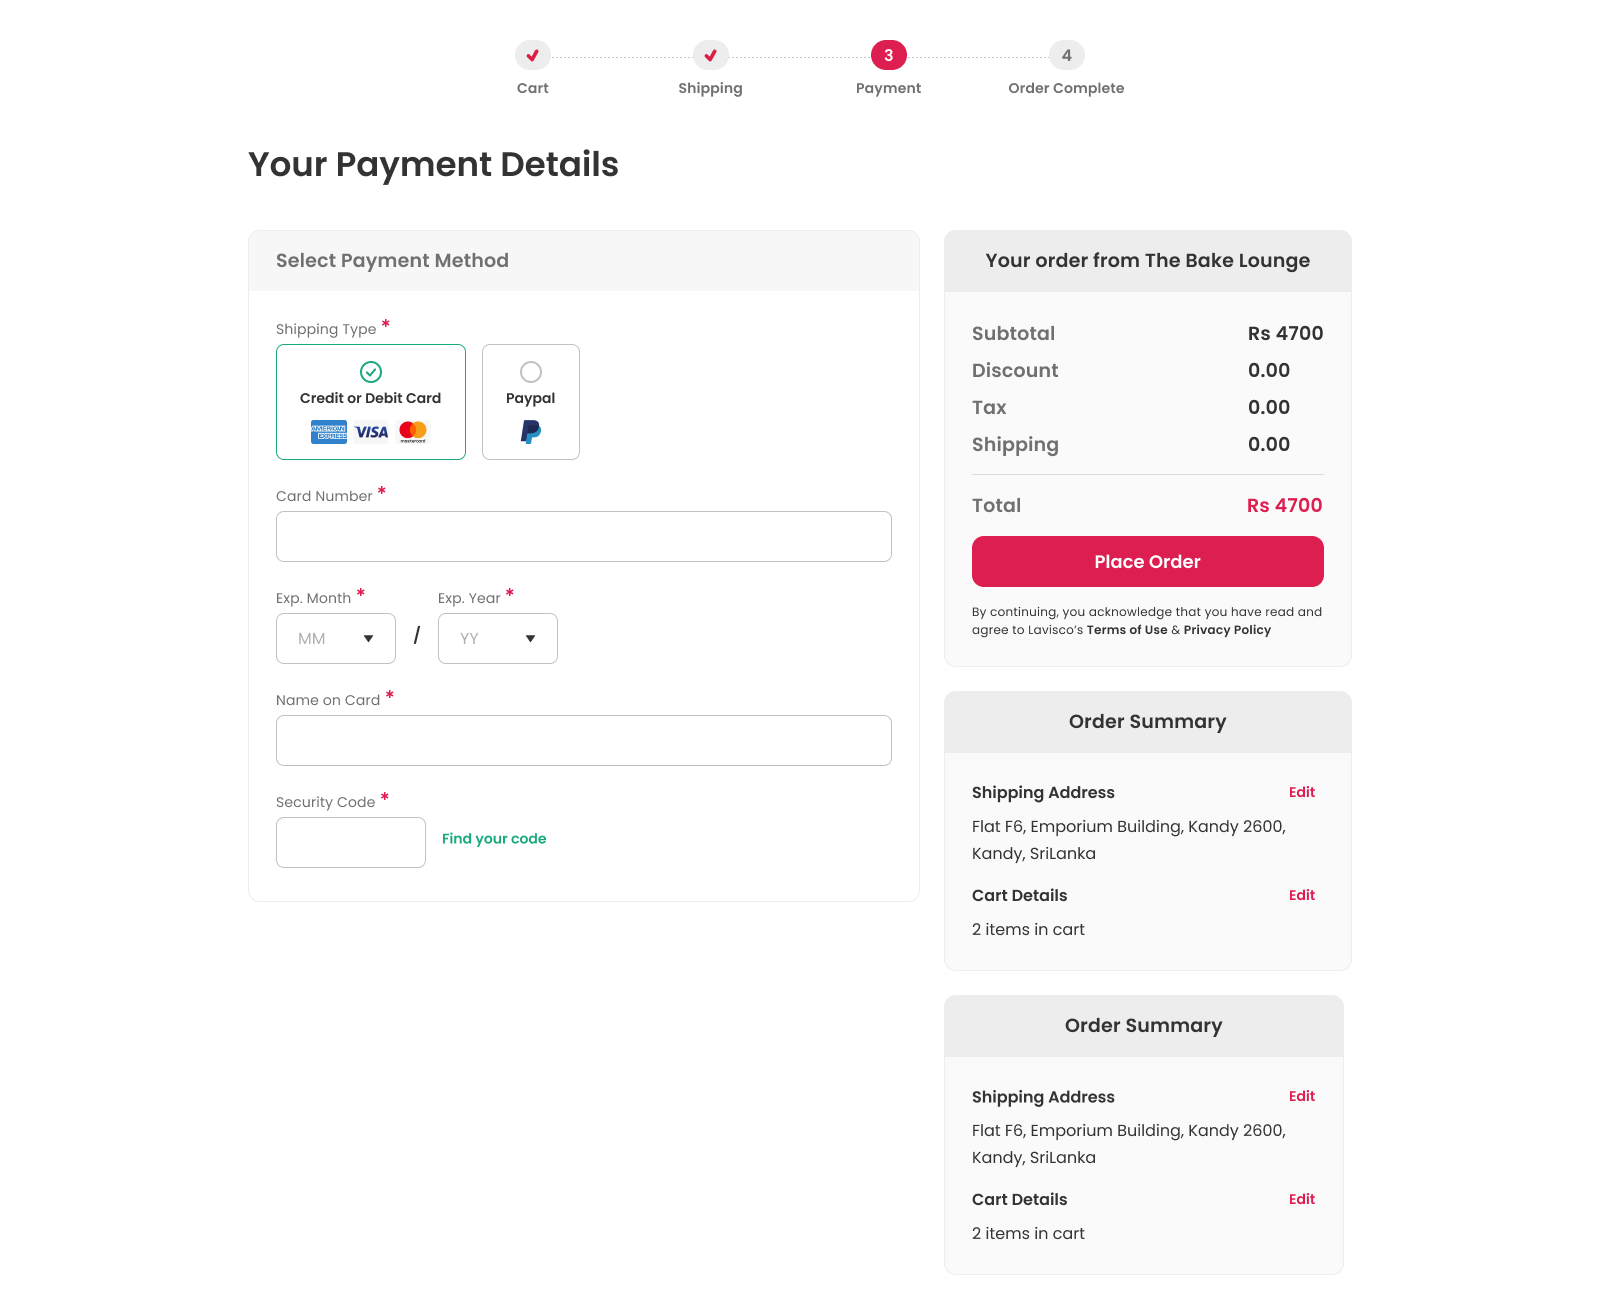 3
4
Cart
Shipping
Payment
Order Complete
Your Payment Details
Select Payment Method
Shipping Type *
Credit or Debit Card
AMERICAN
EXPRESS
VISA
mastercard
Paypal
Card Number *
Exp. Month *
MM
/
Exp. Year *
YY
Name on Card *
Security Code *
Find your code
Your order from The Bake Lounge
Subtotal Rs 4700
Discount 0.00
Tax 0.00
Shipping 0.00
Total Rs 4700
Place Order
By continuing, you acknowledge that you have read and
agree to Lavisco's Terms of Use & Privacy Policy
Order Summary
Shipping Address Edit
Flat F6, Emporium Building, Kandy 2600,
Kandy, SriLanka
Cart Details Edit
2 items in cart
Order Summary
Shipping Address Edit
Flat F6, Emporium Building, Kandy 2600,
Kandy, SriLanka
Cart Details Edit
2 items in cart